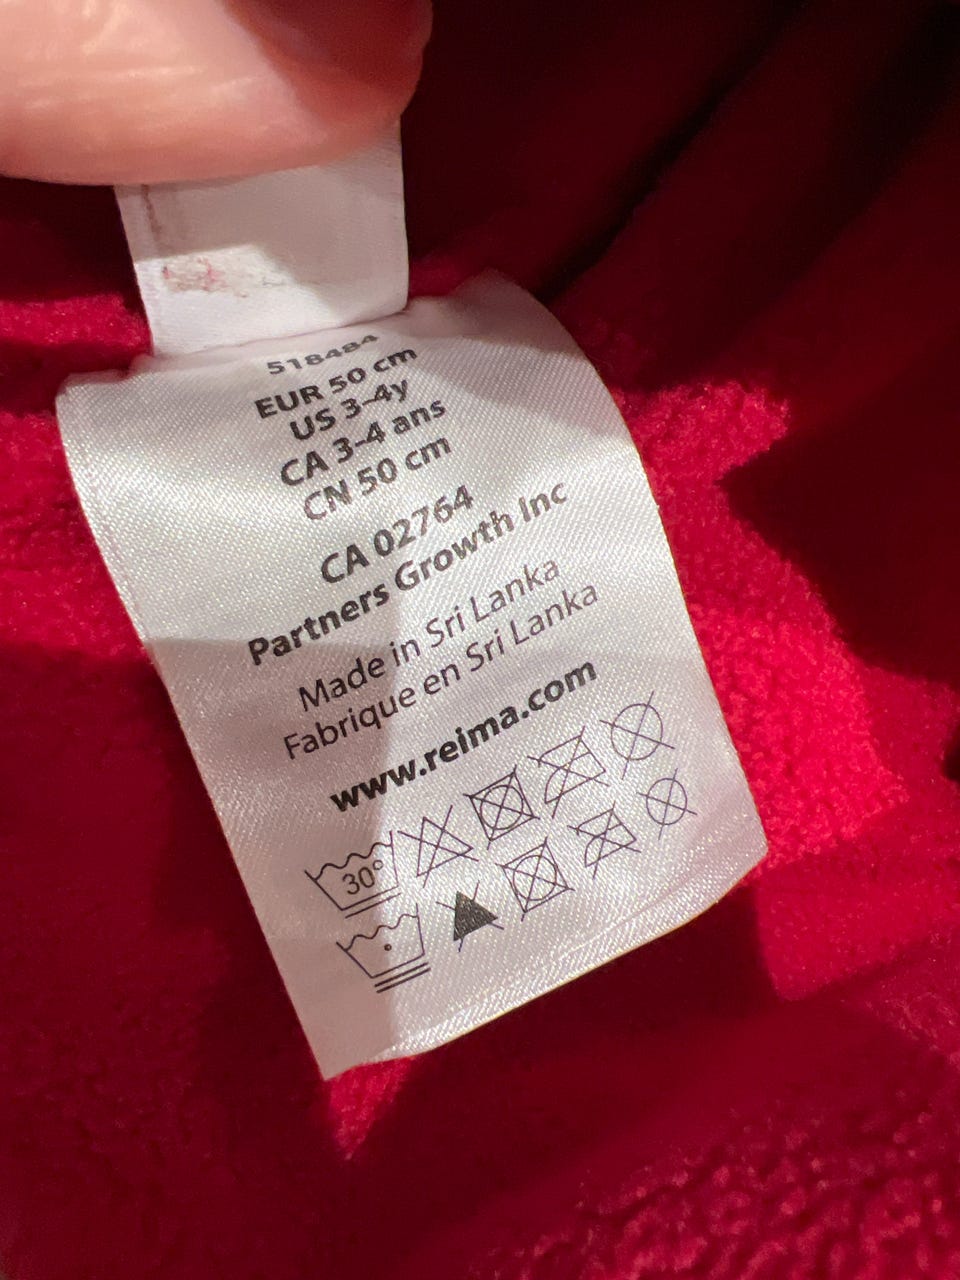 518484
EUR 50 cm
US 3-4y
CA 3-4 ans
CN 50 cm
CA 02764
Partners Growth Inc
Made in Sri Lanka
Fabrique en Sri Lanka
www.reima.com
30°